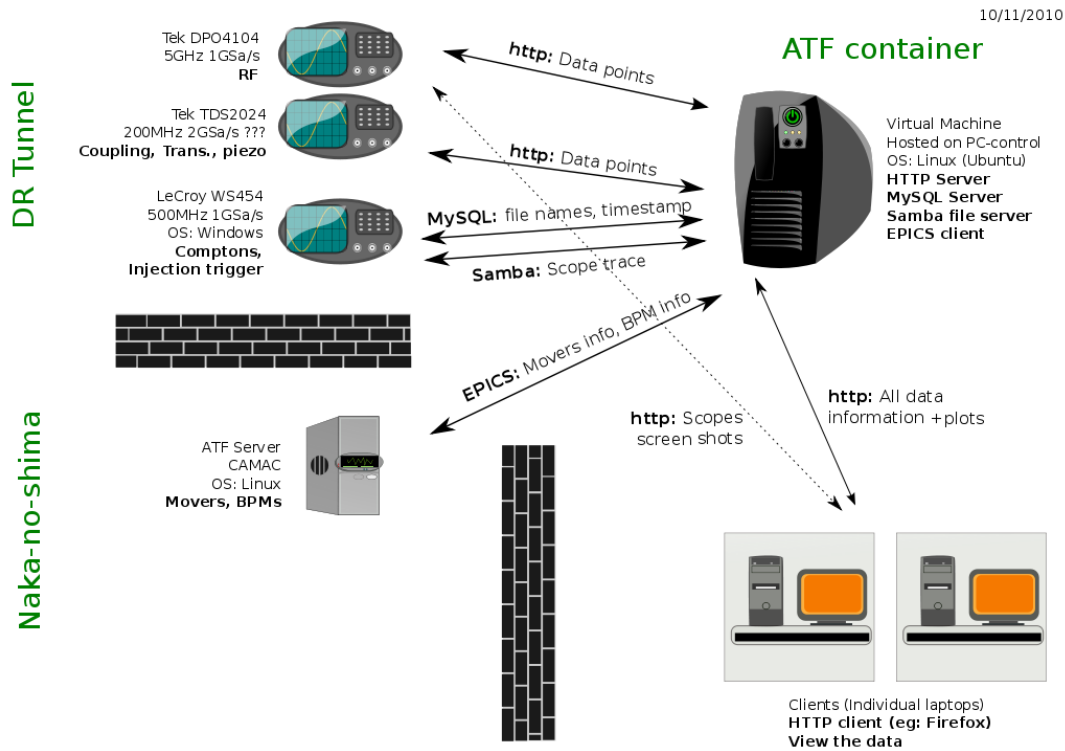 10/11/2010
ATF container
DR Tunnel
Tek DPO4104
5GHz 1GSa/s
RF
Tek TDS2024
200MHz 2GSa/s ???
Coupling, Trans., piezo
LeCroy WS454
500MHz 1GSa/s
OS: Windows
Comptons,
Injection trigger
http: Data points
http: Data points
MySQL: file names, timestamp
Samba: Scope trace
EPICS: Movers info, BPM info
Virtual Machine
Hosted on PC-control
OS: Linux (Ubuntu)
HTTP Server
MySQL Server
Samba file server
EPICS client
Naka-no-shima
ATF Server
CAMAC
OS: Linux
Movers, BPMs
http: Scopes
screen shots
http: All data
information +plots
Clients (Individual laptops)
HTTP client (eg: Firefox)
View the data